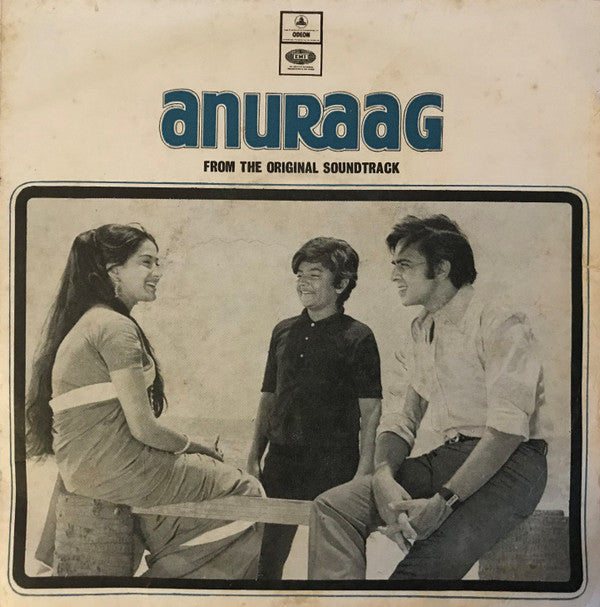 ODEON
EMI
anuraag
FROM THE ORIGINAL SOUNDTRACK